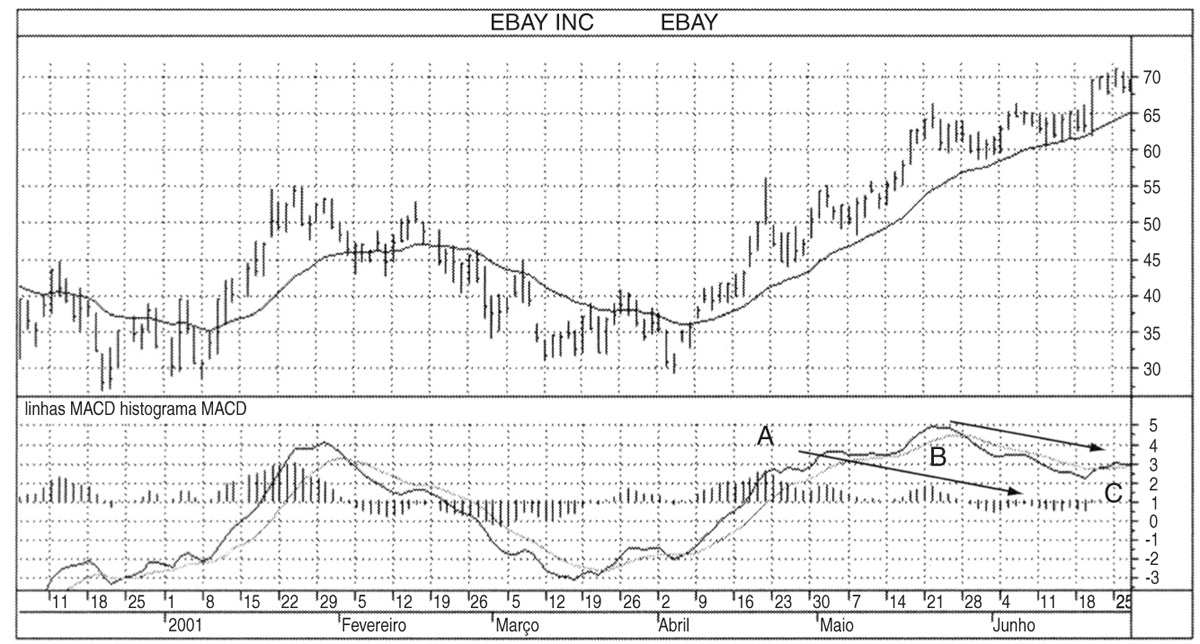 EBAY INC EBAY
70
65
60
55
50
45
40
35
30
linhas MACD histograma MACD
A
B
C
5
4
3
2
1
0
-1
-2
-3
11 18 25 1 8 15 22 29 5 12 19 26 5 12 19 26 2 9 16 23 30 7 14 21 28 4 11 18 25
2001 Fevereiro Março Abril Maio Junho